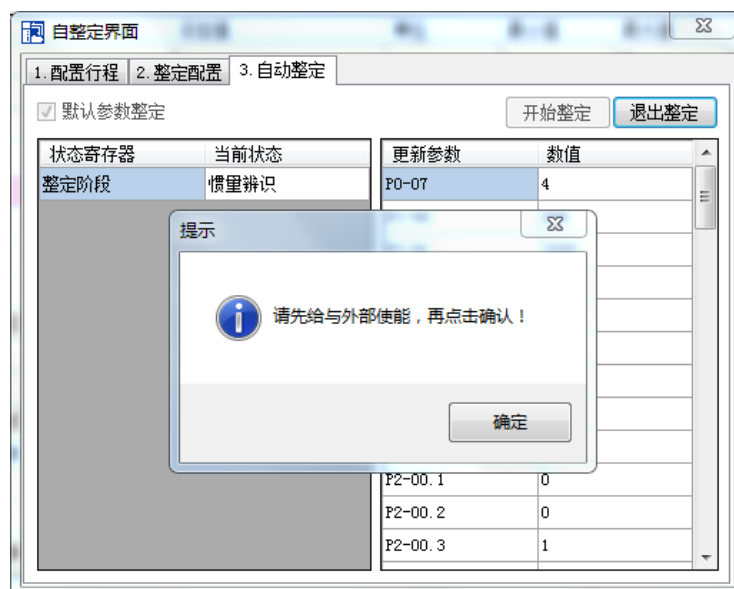 自整定界面
1.配置行程 2.整定配置 3.自动整定
默认参数整定 开始整定 退出整定
状态寄存器 当前状态 更新参数 数值
整定阶段 惯量辨识 P0-07 4
提示
请先给与外部使能，再点击确认！
确定
P2-00.1 0
P2-00.2 0
P2-00.3 1